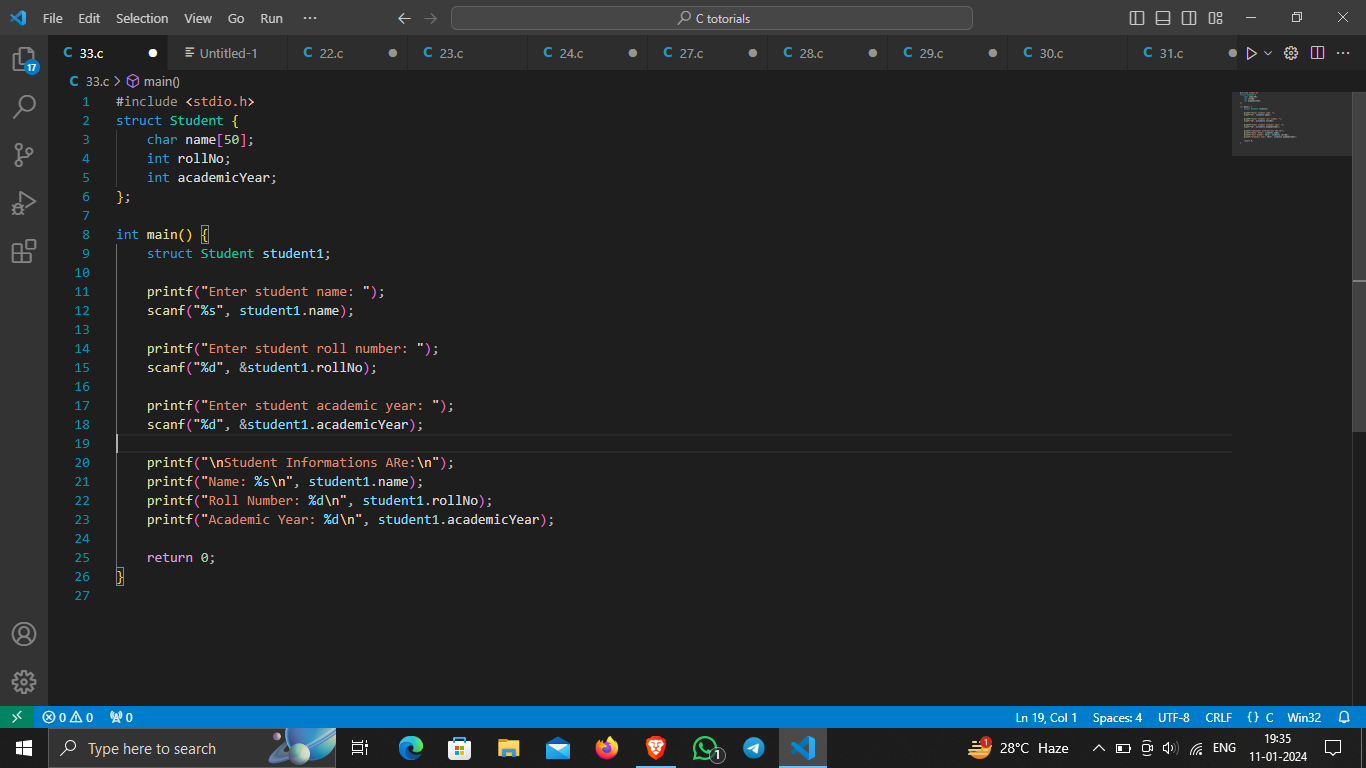 File Edit Selection View Go Run ··· C totorials
33.c Untitled-1 22.c 23.c 24.c 27.c 28.c 29.c 30.c 31.c
17
33.c > main()
1 #include <stdio.h>
2 struct Student {
3 char name[50];
4 int rollNo;
5 int academicYear;
6 };
7
8 int main() {
9 struct Student student1;
10
11 printf("Enter student name: ");
12 scanf("%s", student1.name);
13
14 printf("Enter student roll number: ");
15 scanf("%d", &student1.rollNo);
16
17 printf("Enter student academic year: ");
18 scanf("%d", &student1.academicYear);
19
20 printf("\nStudent Informations ARe:\n");
21 printf("Name: %s\n", student1.name);
22 printf("Roll Number: %d\n", student1.rollNo);
23 printf("Academic Year: %d\n", student1.academicYear);
24
25 return 0;
26 }
27
0 0 0 Ln 19, Col 1 Spaces: 4 UTF-8 CRLF {} C Win32
Type here to search 1 1 28°C Haze ENG 19:35
11-01-2024